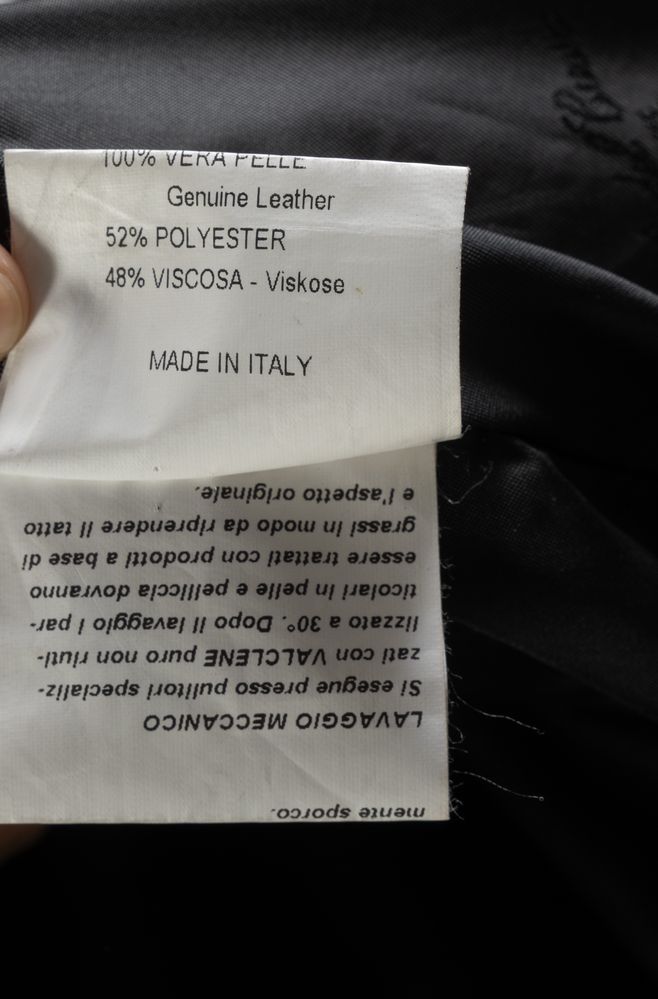 100% VERA PELLE
Genuine Leather
52% POLYESTER
48% VISCOSA - Viskose
MADE IN ITALY
mente sporco.
LAVAGGIO MECCANICO
Si esegue presso pulitori specializ-
zati con VALCLENE puro non riuti-
lizzato a 30°. Dopo il lavaggio i par-
ticolari in pelle e pelliccia dovranno
essere trattati con prodotti a base di
grassi in modo da riprendere il tatto
e l'aspetto originale.